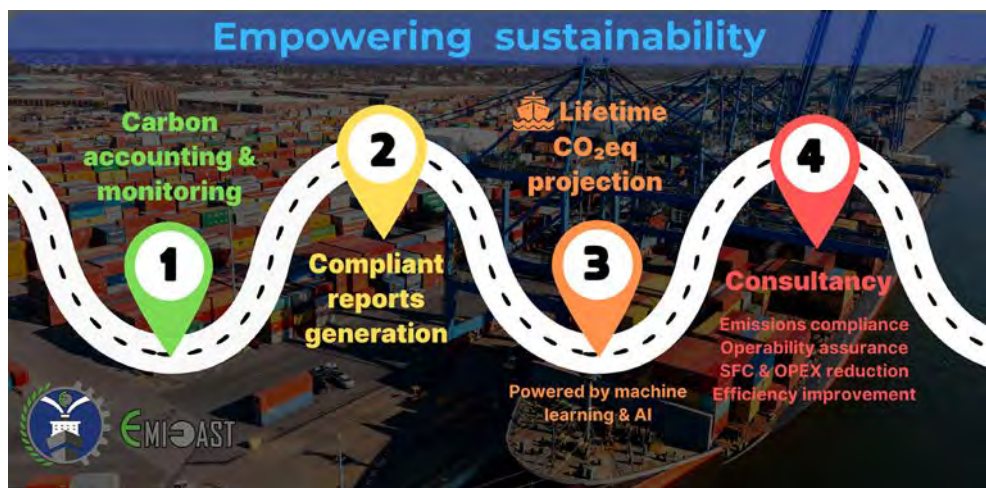 Empowering sustainability
Carbon
accounting &
monitoring
1
2
Compliant
reports
generation
Lifetime
CO₂eq
projection
3
Powered by machine
learning & AI
4
Consultancy
Emissions compliance
Operability assurance
SFC & OPEX reduction
Efficiency improvement
EMICAST